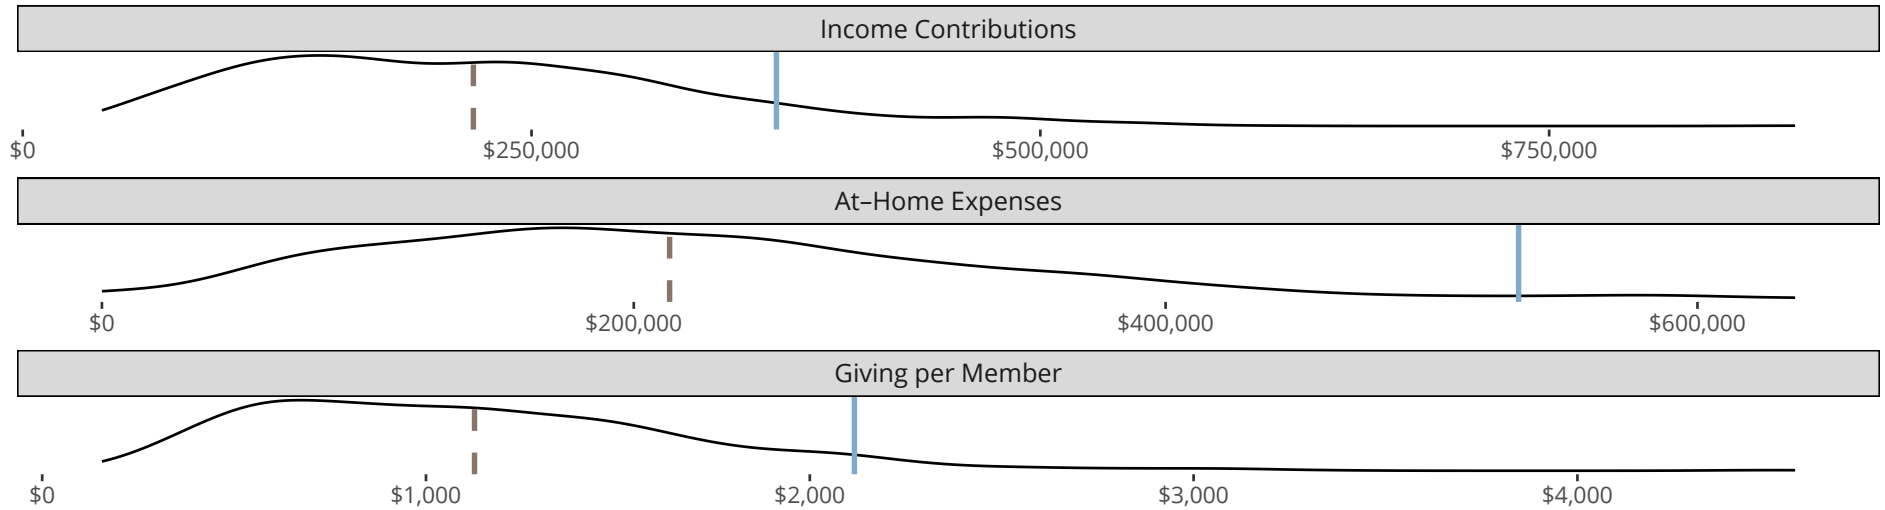 Income Contributions
$0 $250,000 $500,000 $750,000
At–Home Expenses
$0 $200,000 $400,000 $600,000
Giving per Member
$0 $1,000 $2,000 $3,000 $4,000